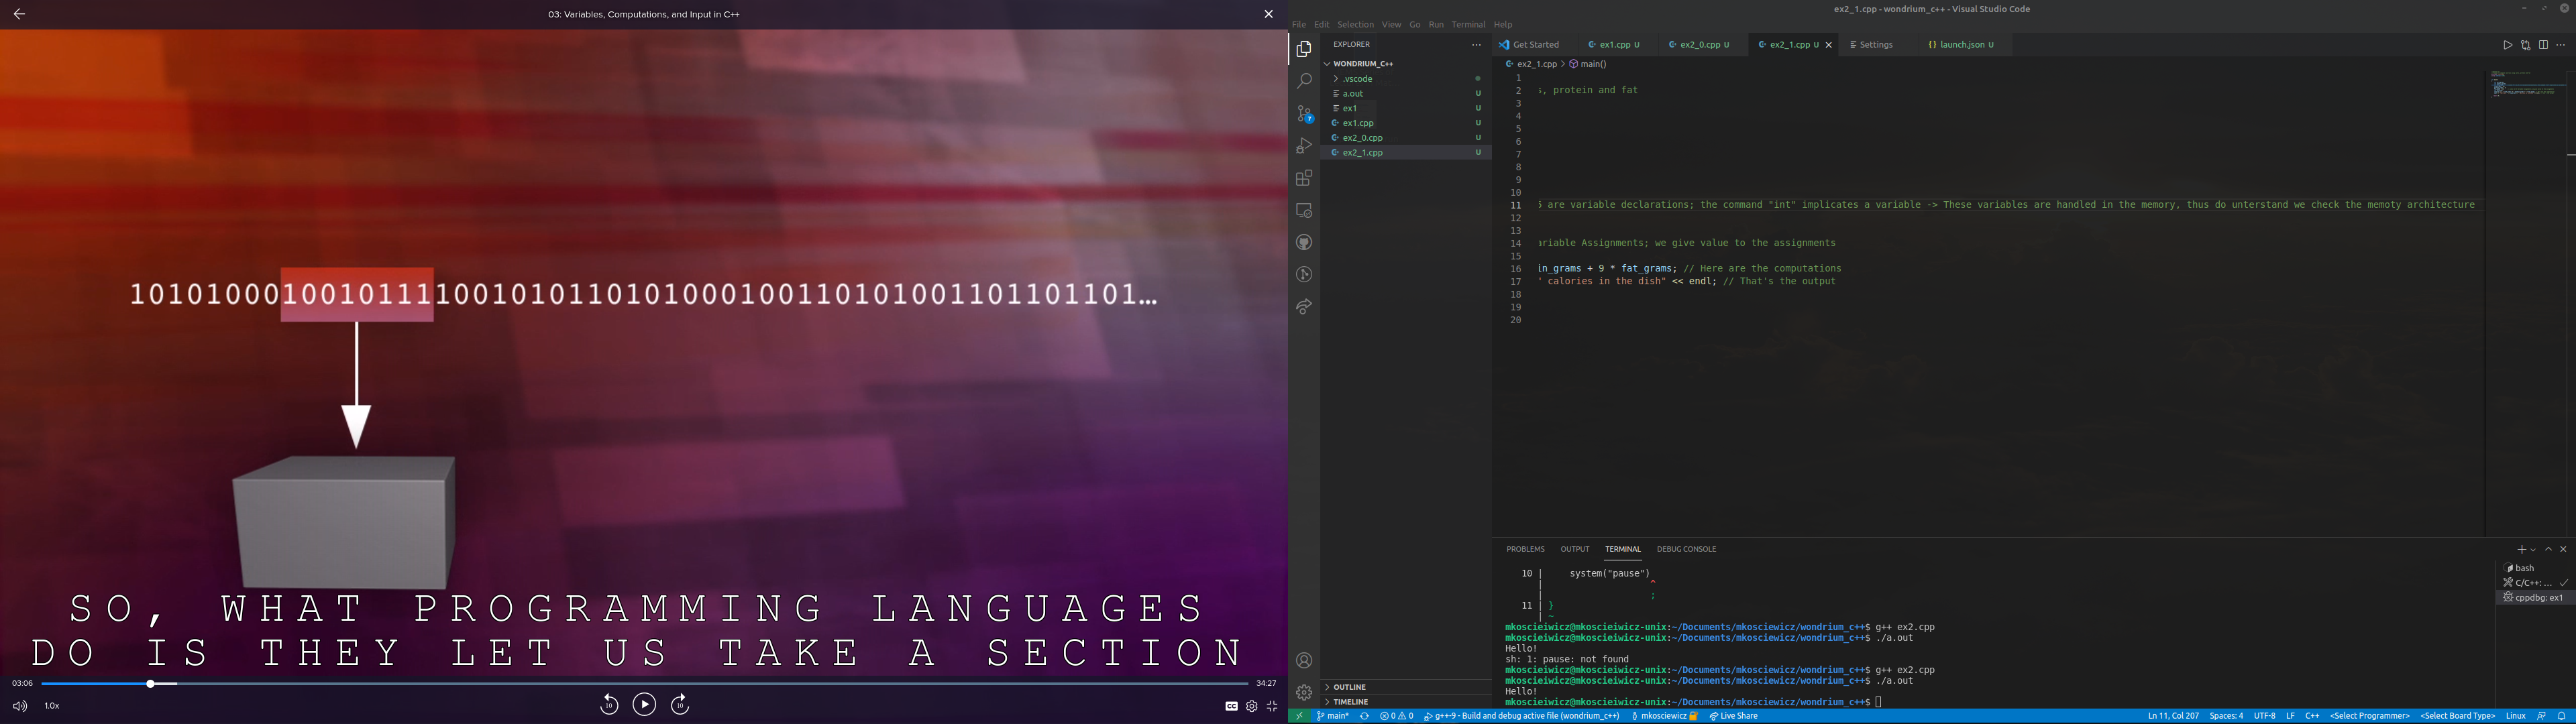 03: Variables, Computations, and Input in C++
10101000100101111001010110101000100110101001101101101…
SO, WHAT PROGRAMMING LANGUAGES
DO IS THEY LET US TAKE A SECTION
03:06
34:27
1.0x
10
10
CC
ex2_1.cpp - wondrium_c++ - Visual Studio Code
File Edit Selection View Go Run Terminal Help
EXPLORER
WONDRIUM_C++
.vscode
a.out U
ex1 U
ex1.cpp U
ex2_0.cpp U
ex2_1.cpp U
OUTLINE
TIMELINE
7
Get Started ex1.cpp U ex2_0.cpp U ex2_1.cpp U Settings {} launch.json U
ex2_1.cpp > main()
1
2 s, protein and fat
3
4
5
6
7
8
9
10
11 5 are variable declarations; the command "int" implicates a variable -> These variables are handled in the memory, thus do unterstand we check the memoty architecture
12
13
14 ariable Assignments; we give value to the assignments
15
16 in_grams + 9 * fat_grams; // Here are the computations
17 " calories in the dish" << endl; // That's the output
18
19
20
PROBLEMS OUTPUT TERMINAL DEBUG CONSOLE
10 | system("pause")
| ^
| ;
11 | }
| ~
mkoscieiwicz@mkoscieiwicz-unix:~/Documents/mkosciewicz/wondrium_c++$ g++ ex2.cpp
mkoscieiwicz@mkoscieiwicz-unix:~/Documents/mkosciewicz/wondrium_c++$ ./a.out
Hello!
sh: 1: pause: not found
mkoscieiwicz@mkoscieiwicz-unix:~/Documents/mkosciewicz/wondrium_c++$ g++ ex2.cpp
mkoscieiwicz@mkoscieiwicz-unix:~/Documents/mkosciewicz/wondrium_c++$ ./a.out
Hello!
mkoscieiwicz@mkoscieiwicz-unix:~/Documents/mkosciewicz/wondrium_c++$
bash
C/C++: ...
cppdbg: ex1
main* 0 0 g++-9 - Build and debug active file (wondrium_c++) mkosciewicz Live Share
Ln 11, Col 207 Spaces: 4 UTF-8 LF C++ <Select Programmer> <Select Board Type> Linux